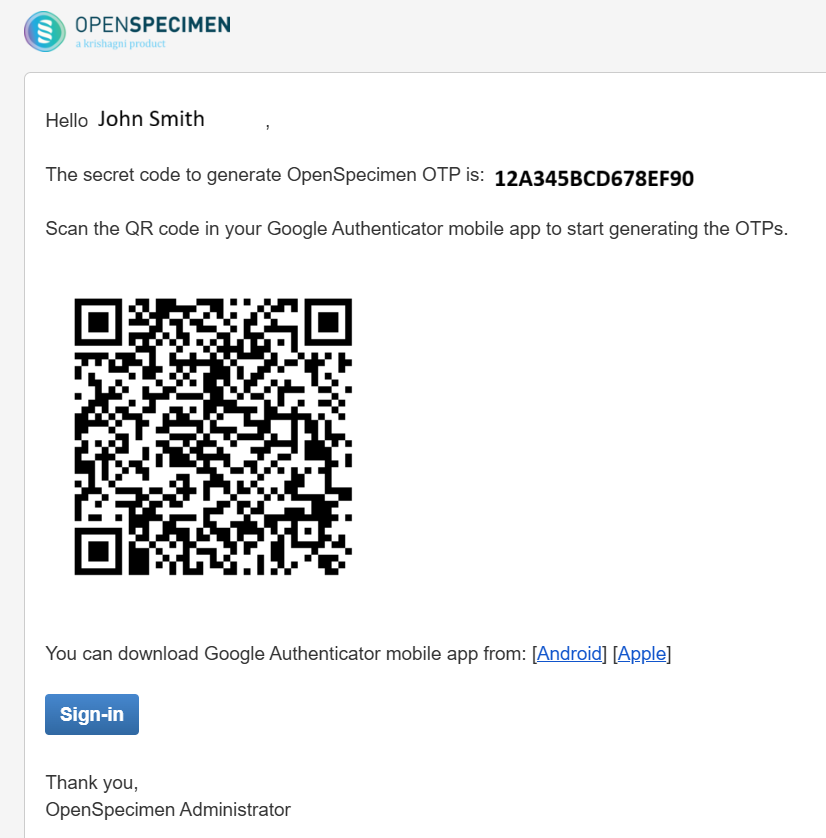 OPENSPECIMEN
a krishagni product
Hello John Smith ,
The secret code to generate OpenSpecimen OTP is: 12A345BCD678EF90
Scan the QR code in your Google Authenticator mobile app to start generating the OTPs.
You can download Google Authenticator mobile app from: [Android] [Apple]
Sign-in
Thank you,
OpenSpecimen Administrator